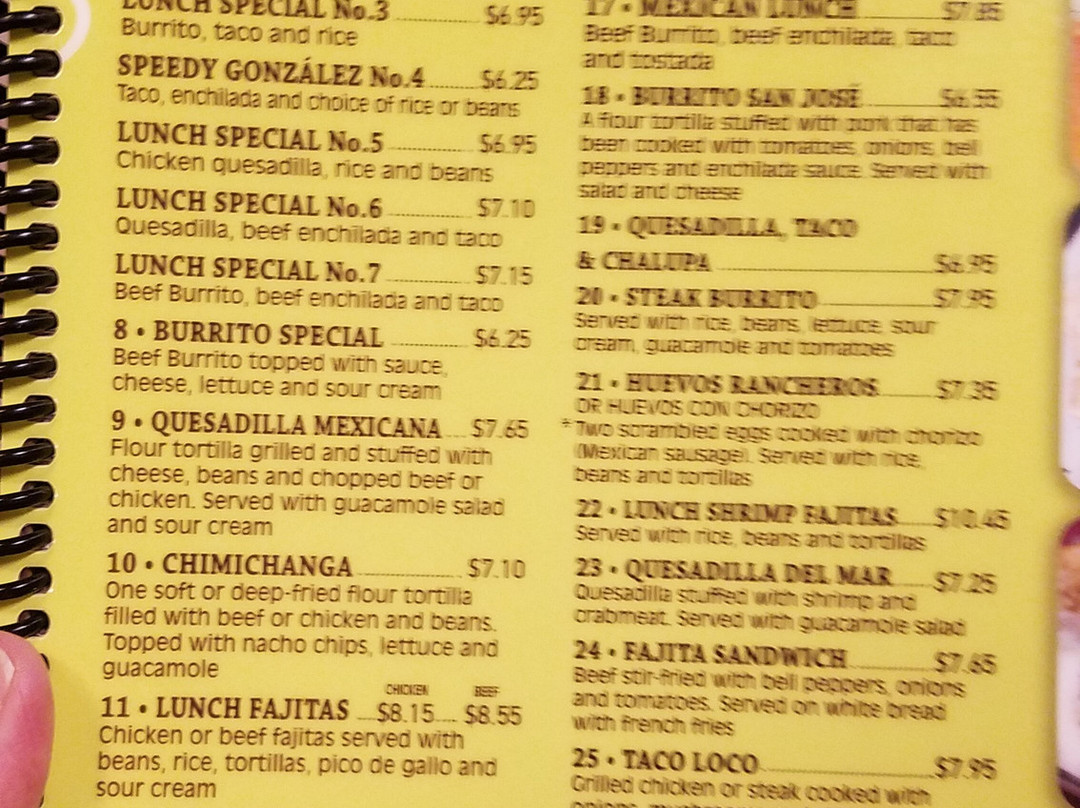 LUNCH SPECIAL No.3 $6.95
Burrito, taco and rice
SPEEDY GONZÁLEZ No.4 $6.25
Taco, enchilada and choice of rice or beans
LUNCH SPECIAL No.5 $6.95
Chicken quesadilla, rice and beans
LUNCH SPECIAL No.6 $7.10
Quesadilla, beef enchilada and taco
LUNCH SPECIAL No.7 $7.15
Beef Burrito, beef enchilada and taco
8 • BURRITO SPECIAL $6.25
Beef Burrito topped with sauce,
cheese, lettuce and sour cream
9 • QUESADILLA MEXICANA $7.65
Flour tortilla grilled and stuffed with
cheese, beans and chopped beef or
chicken. Served with guacamole salad
and sour cream
10 • CHIMICHANGA $7.10
One soft or deep-fried flour tortilla
filled with beef or chicken and beans.
Topped with nacho chips, lettuce and
guacamole
CHICKEN BEEF
11 • LUNCH FAJITAS $8.15 $8.55
Chicken or beef fajitas served with
beans, rice, tortillas, pico de gallo and
sour cream
17 • MEXICAN LUNCH
Beef Burrito, beef enchilada, taco
and tostada
18 • BURRITO SAN JOSÉ
A flour tortilla stuffed with pork that has
been cooked with tomatoes, onions, bell
peppers and enchilada sauce. Served with
salad and cheese
19 • QUESADILLA, TACO
& CHALUPA $6.95
20 • STEAK BURRITO $7.95
Served with rice, beans, lettuce, sour
cream, guacamole and tomatoes
21 • HUEVOS RANCHEROS $7.35
OR HUEVOS CON CHORIZO
* Two scrambled eggs cooked with chorizo
(Mexican sausage). Served with rice,
beans and tortillas
22 • LUNCH SHRIMP FAJITAS $10.45
Served with rice, beans and tortillas
23 • QUESADILLA DEL MAR $7.25
Quesadilla stuffed with shrimp and
crabmeat. Served with guacamole salad
24 • FAJITA SANDWICH $7.65
Beef stir-fried with bell peppers, onions
and tomatoes. Served on white bread
with french fries
25 • TACO LOCO $7.95
Grilled chicken or steak cooked with